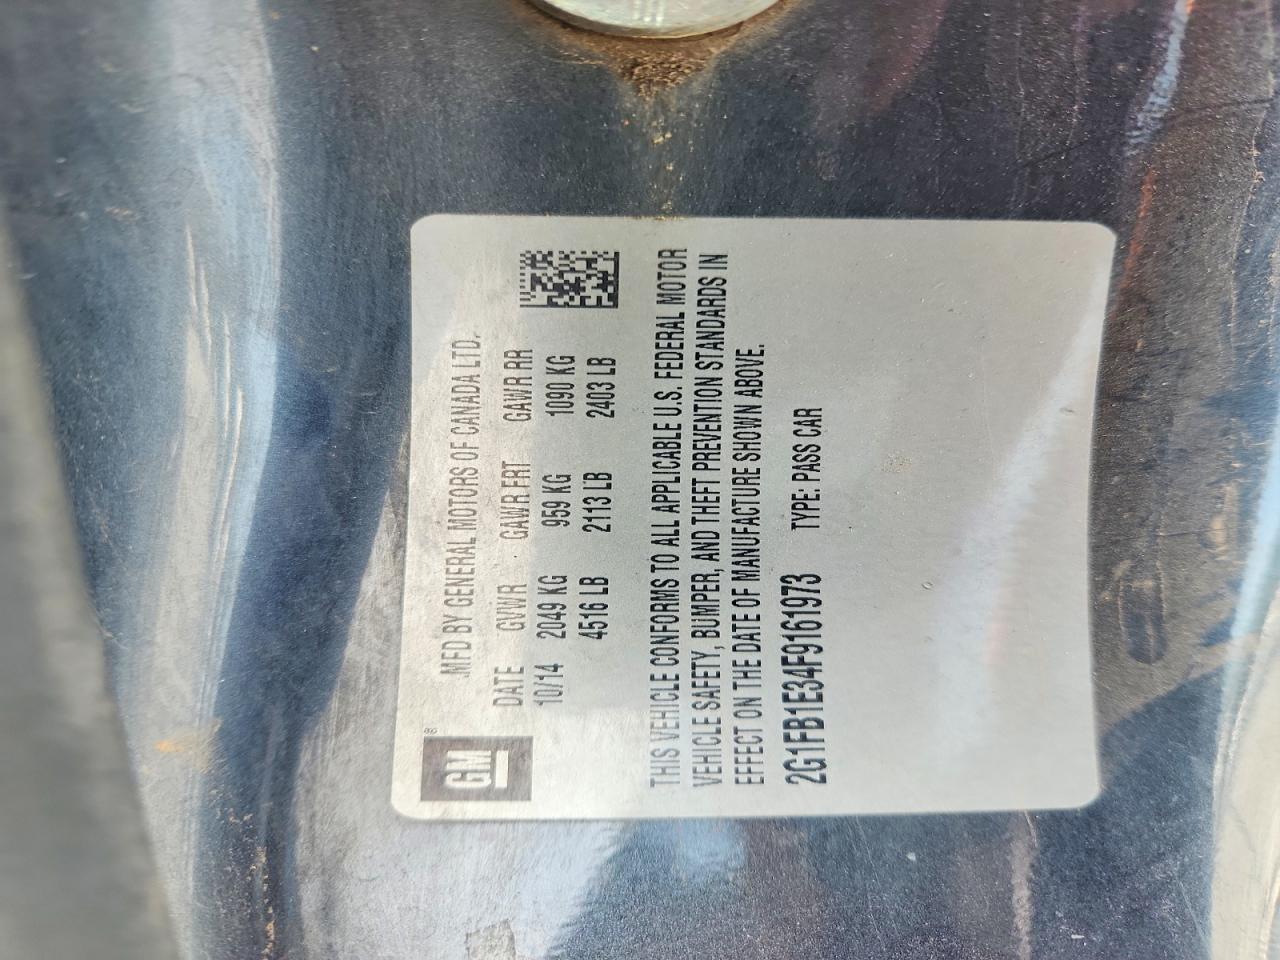 GM®
MFD BY GENERAL MOTORS OF CANADA LTD.
DATE GVWR GAWR FRT GAWR RR
10/14 2049 KG 959 KG 1090 KG
4516 LB 2113 LB 2403 LB
THIS VEHICLE CONFORMS TO ALL APPLICABLE U.S. FEDERAL MOTOR
VEHICLE SAFETY, BUMPER, AND THEFT PREVENTION STANDARDS IN
EFFECT ON THE DATE OF MANUFACTURE SHOWN ABOVE.
2G1FB1E34F9161973 TYPE: PASS CAR